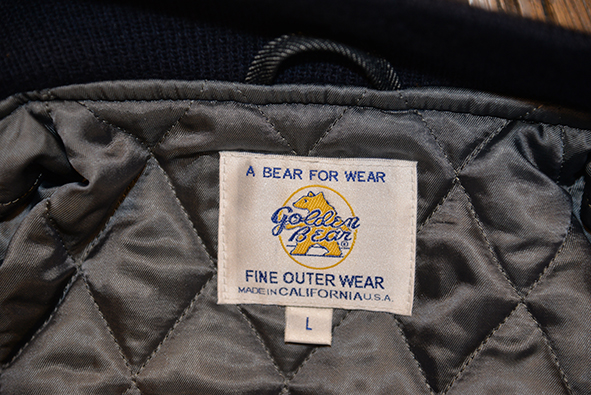 A BEAR FOR WEAR
Golden
Bear
®
FINE OUTER WEAR
MADE IN CALIFORNIA U.S.A.
L